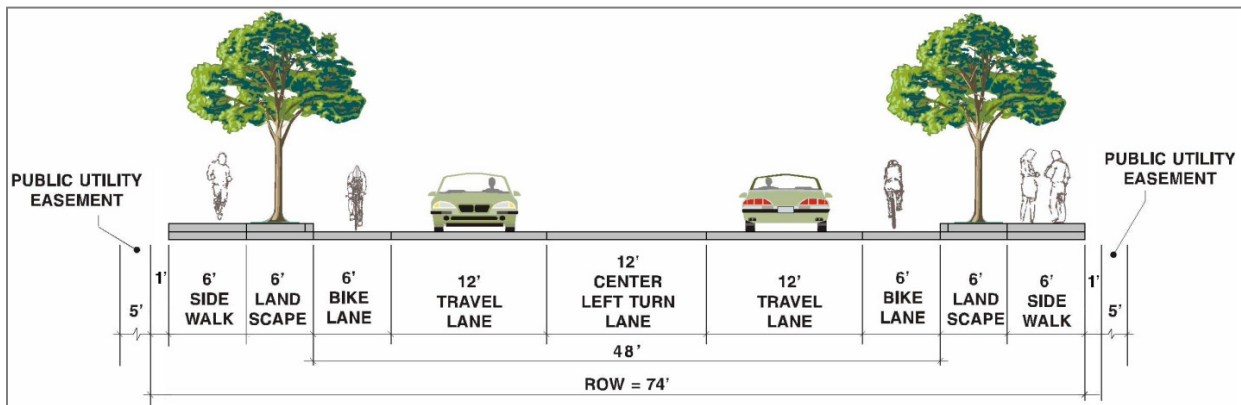 PUBLIC UTILITY
EASEMENT
PUBLIC UTILITY
EASEMENT
5'
1'
6'
SIDE
WALK
6'
LAND
SCAPE
6'
BIKE
LANE
12'
TRAVEL
LANE
12'
CENTER
LEFT TURN
LANE
12'
TRAVEL
LANE
6'
BIKE
LANE
6'
LAND
SCAPE
6'
SIDE
WALK
1'
5'
48'
ROW = 74'